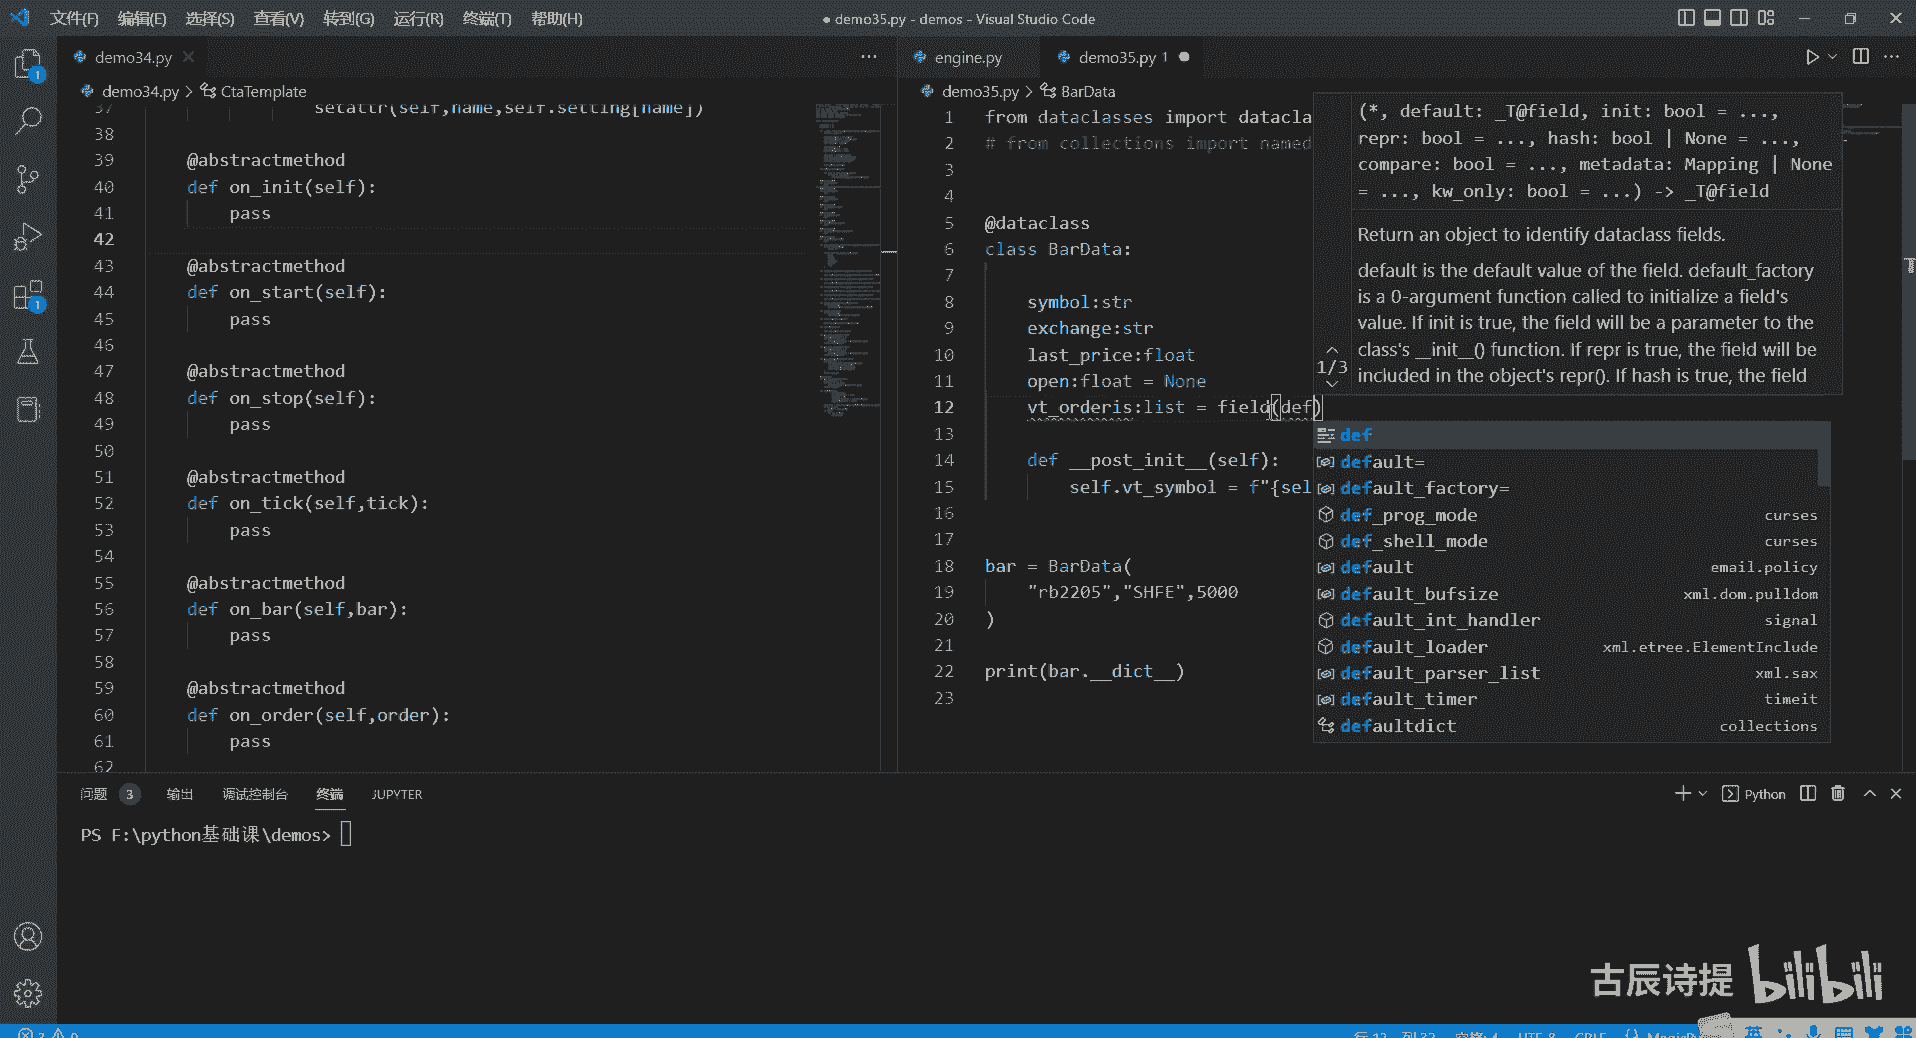 文件(F) 编辑(E) 选择(S) 查看(V) 转到(G) 运行(R) 终端(T) 帮助(H)
● demo35.py - demos - Visual Studio Code
demo34.py
demo34.py > CtaTemplate
37 setattr(self,name,self.setting[name])
38
39 @abstractmethod
40 def on_init(self):
41 pass
42
43 @abstractmethod
44 def on_start(self):
45 pass
46
47 @abstractmethod
48 def on_stop(self):
49 pass
50
51 @abstractmethod
52 def on_tick(self,tick):
53 pass
54
55 @abstractmethod
56 def on_bar(self,bar):
57 pass
58
59 @abstractmethod
60 def on_order(self,order):
61 pass
62
engine.py demo35.py 1 ●
demo35.py > BarData
1 from dataclasses import datacla
2 # from collections import named
3
4
5 @dataclass
6 class BarData:
7
8 symbol:str
9 exchange:str
10 last_price:float
11 open:float = None
12 vt_orderis:list = field(def)
13
14 def __post_init__(self):
15 self.vt_symbol = f"{sel
16
17
18 bar = BarData(
19 "rb2205","SHFE",5000
20 )
21
22 print(bar.__dict__)
23
(*, default: _T@field, init: bool = ...,
repr: bool = ..., hash: bool | None = ...,
compare: bool = ..., metadata: Mapping | None
= ..., kw_only: bool = ...) -> _T@field
Return an object to identify dataclass fields.
default is the default value of the field. default_factory
is a 0-argument function called to initialize a field's
value. If init is true, the field will be a parameter to the
class's __init__() function. If repr is true, the field will be
1/3
included in the object's repr(). If hash is true, the field
def
default=
default_factory=
def_prog_mode curses
def_shell_mode curses
default email.policy
default_bufsize xml.dom.pulldom
default_int_handler signal
default_loader xml.etree.ElementInclude
default_parser_list xml.sax
default_timer timeit
defaultdict collections
问题 3 输出 调试控制台 终端 JUPYTER
Python
PS F:\python基础课\demos>
古辰诗提 bilibili
1
1
英